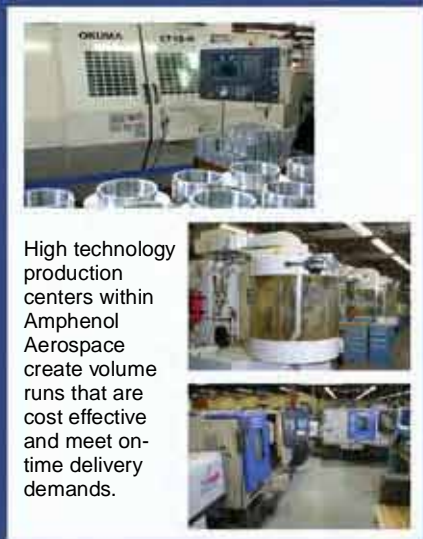 OKUMA
High technology
production
centers within
Amphenol
Aerospace
create volume
runs that are
cost effective
and meet on-
time delivery
demands.